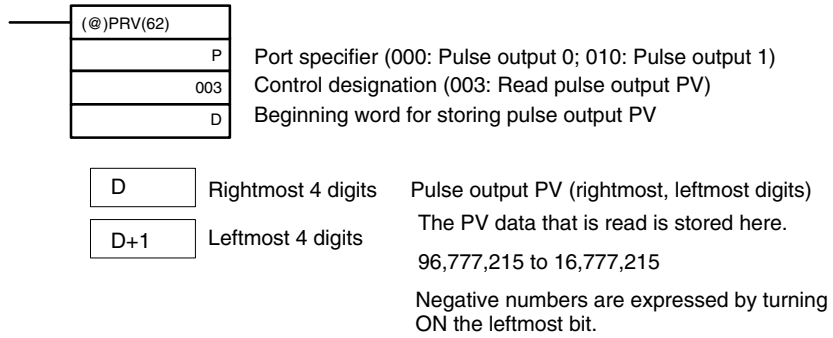 (@)PRV(62)
P Port specifier (000: Pulse output 0; 010: Pulse output 1)
003 Control designation (003: Read pulse output PV)
D Beginning word for storing pulse output PV
D Rightmost 4 digits Pulse output PV (rightmost, leftmost digits)
The PV data that is read is stored here.
D+1 Leftmost 4 digits
96,777,215 to 16,777,215
Negative numbers are expressed by turning
ON the leftmost bit.